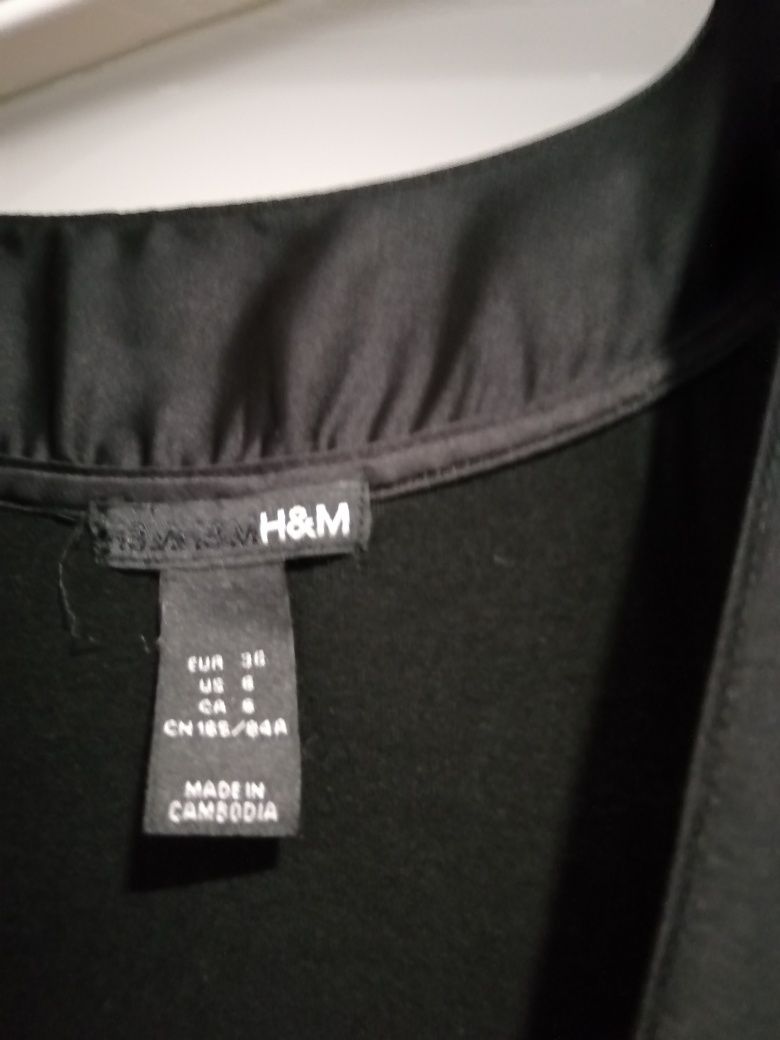 H&M
EUR 36
US 6
CA 6
CN 165/84A
MADE IN
CAMBODIA